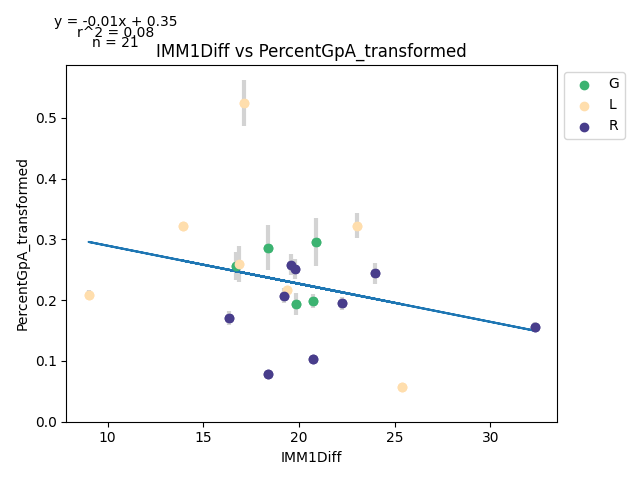 y = -0.01x + 0.35
r^2 = 0.08
n = 21
IMM1Diff vs PercentGpA_transformed
G
L
R
PercentGpA_transformed
0.5
0.4
0.3
0.2
0.1
0.0
10
15
20
25
30
IMM1Diff